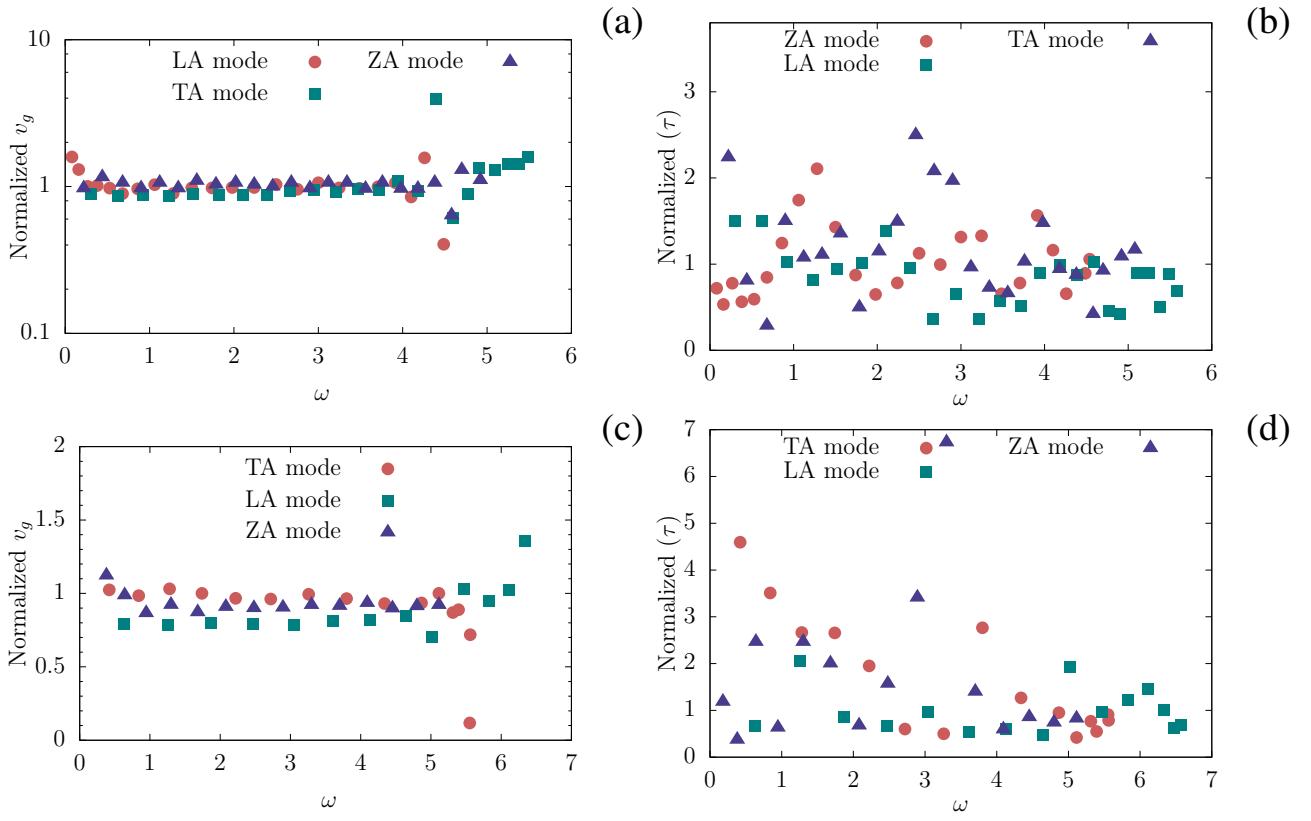 (a)
10
1
0.1
Normalized v_g
LA mode
TA mode
ZA mode
0 1 2 3 4 5 6
ω
(b)
3
2
1
0
Normalized (τ)
ZA mode
LA mode
TA mode
0 1 2 3 4 5 6
ω
(c)
2
1.5
1
0.5
0
Normalized v_g
TA mode
LA mode
ZA mode
0 1 2 3 4 5 6 7
ω
(d)
7
6
5
4
3
2
1
0
Normalized (τ)
TA mode
LA mode
ZA mode
0 1 2 3 4 5 6 7
ω